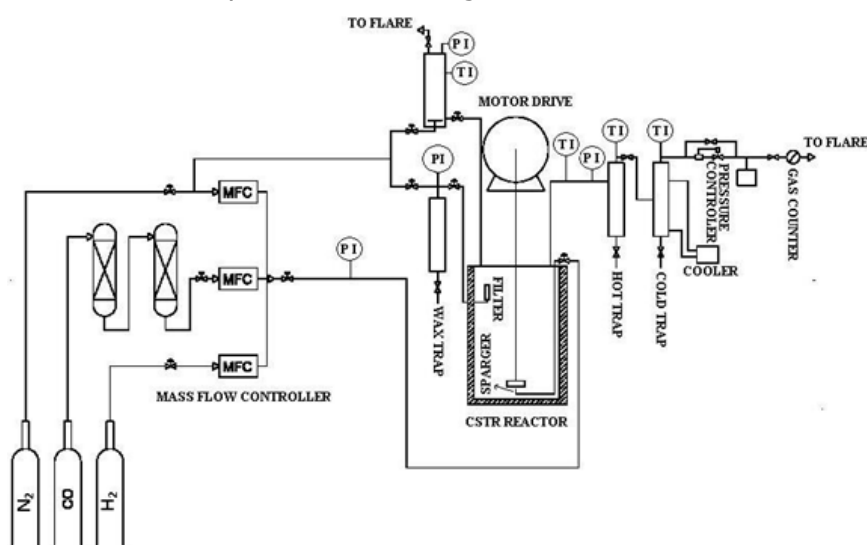 TO FLARE
PI
TI
MOTOR DRIVE
TI
TI
TO FLARE
PI
TI
PI
PRESSURE
CONTROLER
GAS COUNTER
MFC
PI
COOLER
MFC
HOT TRAP
COLD TRAP
FILTER
WAX TRAP
SPARGER
MFC
MASS FLOW CONTROLLER
CSTR REACTOR
N2
CO
H2